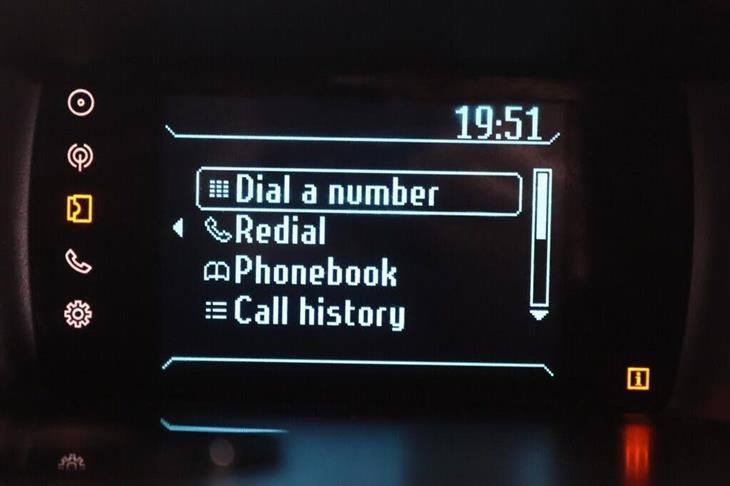 19:51
Dial a number
Redial
Phonebook
Call history
i